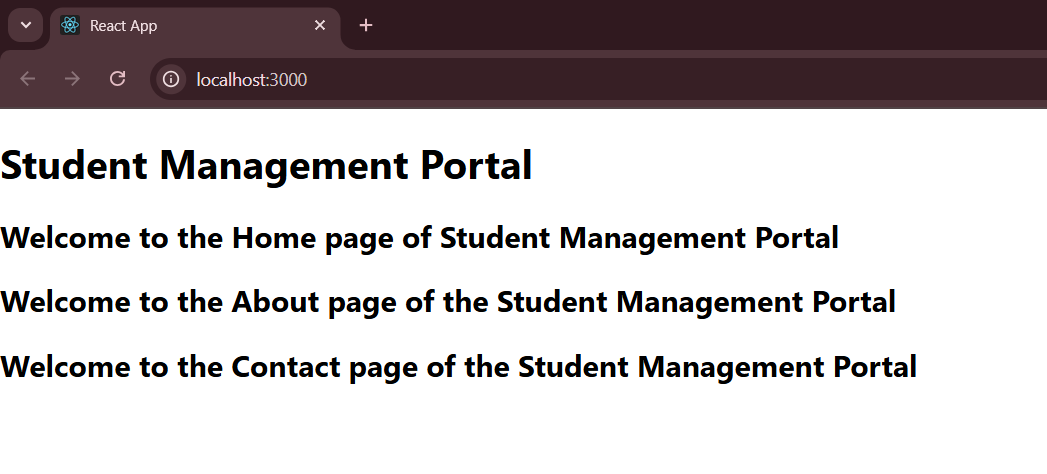 React App
localhost:3000
Student Management Portal
Welcome to the Home page of Student Management Portal
Welcome to the About page of the Student Management Portal
Welcome to the Contact page of the Student Management Portal